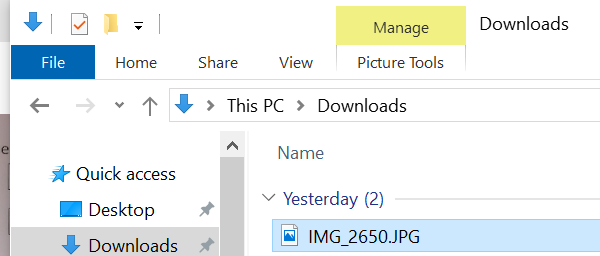 Manage Downloads
File Home Share View Picture Tools
This PC Downloads
Name
Quick access
Yesterday (2)
Desktop
IMG_2650.JPG
Downloads